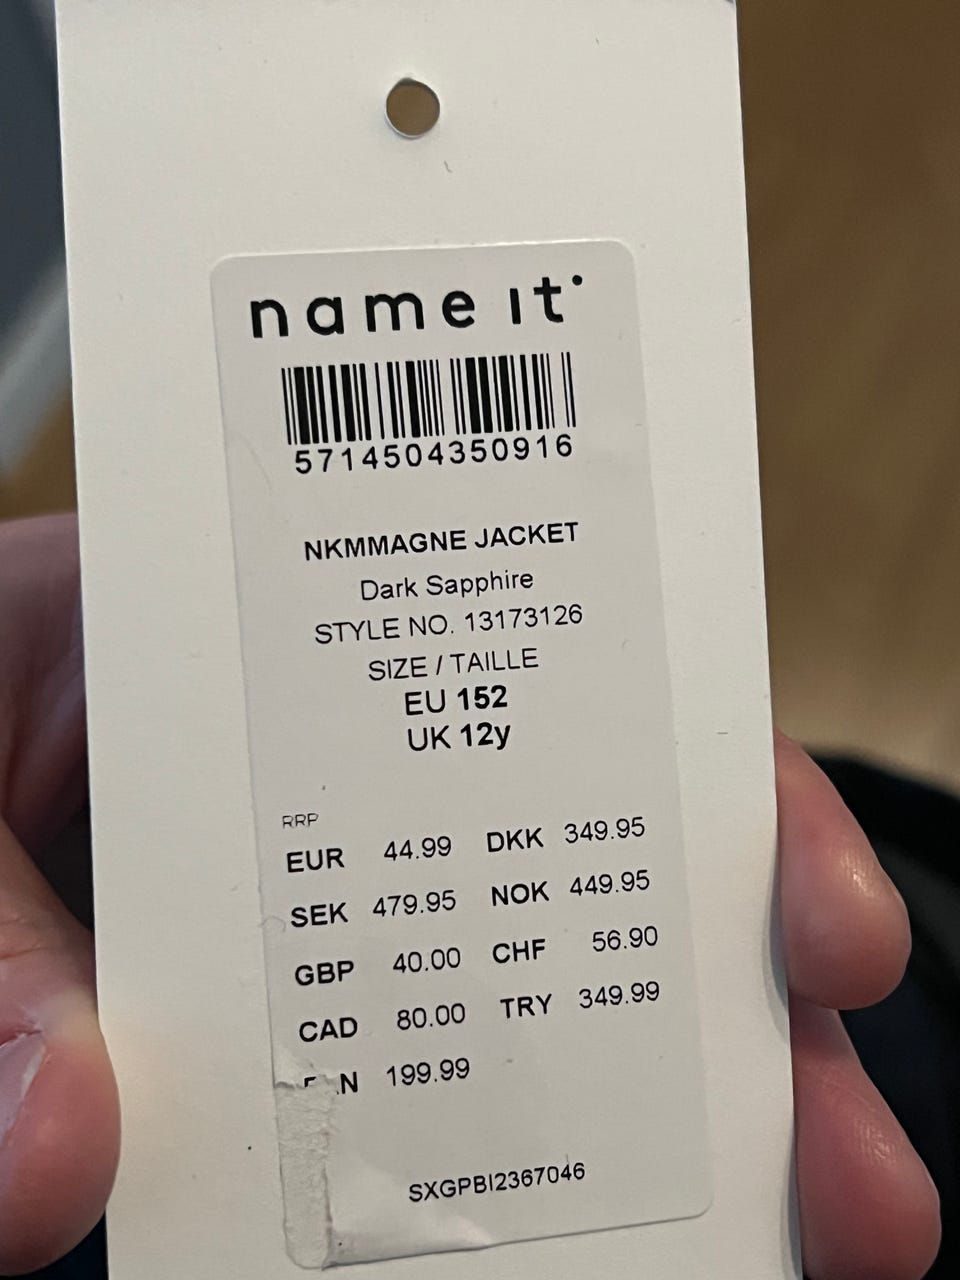 name it
5714504350916
NKMMAGNE JACKET
Dark Sapphire
STYLE NO. 13173126
SIZE / TAILLE
EU 152
UK 12y
RRP
EUR 44.99 DKK 349.95
SEK 479.95 NOK 449.95
GBP 40.00 CHF 56.90
CAD 80.00 TRY 349.99
199.99
SXGPBI2367046